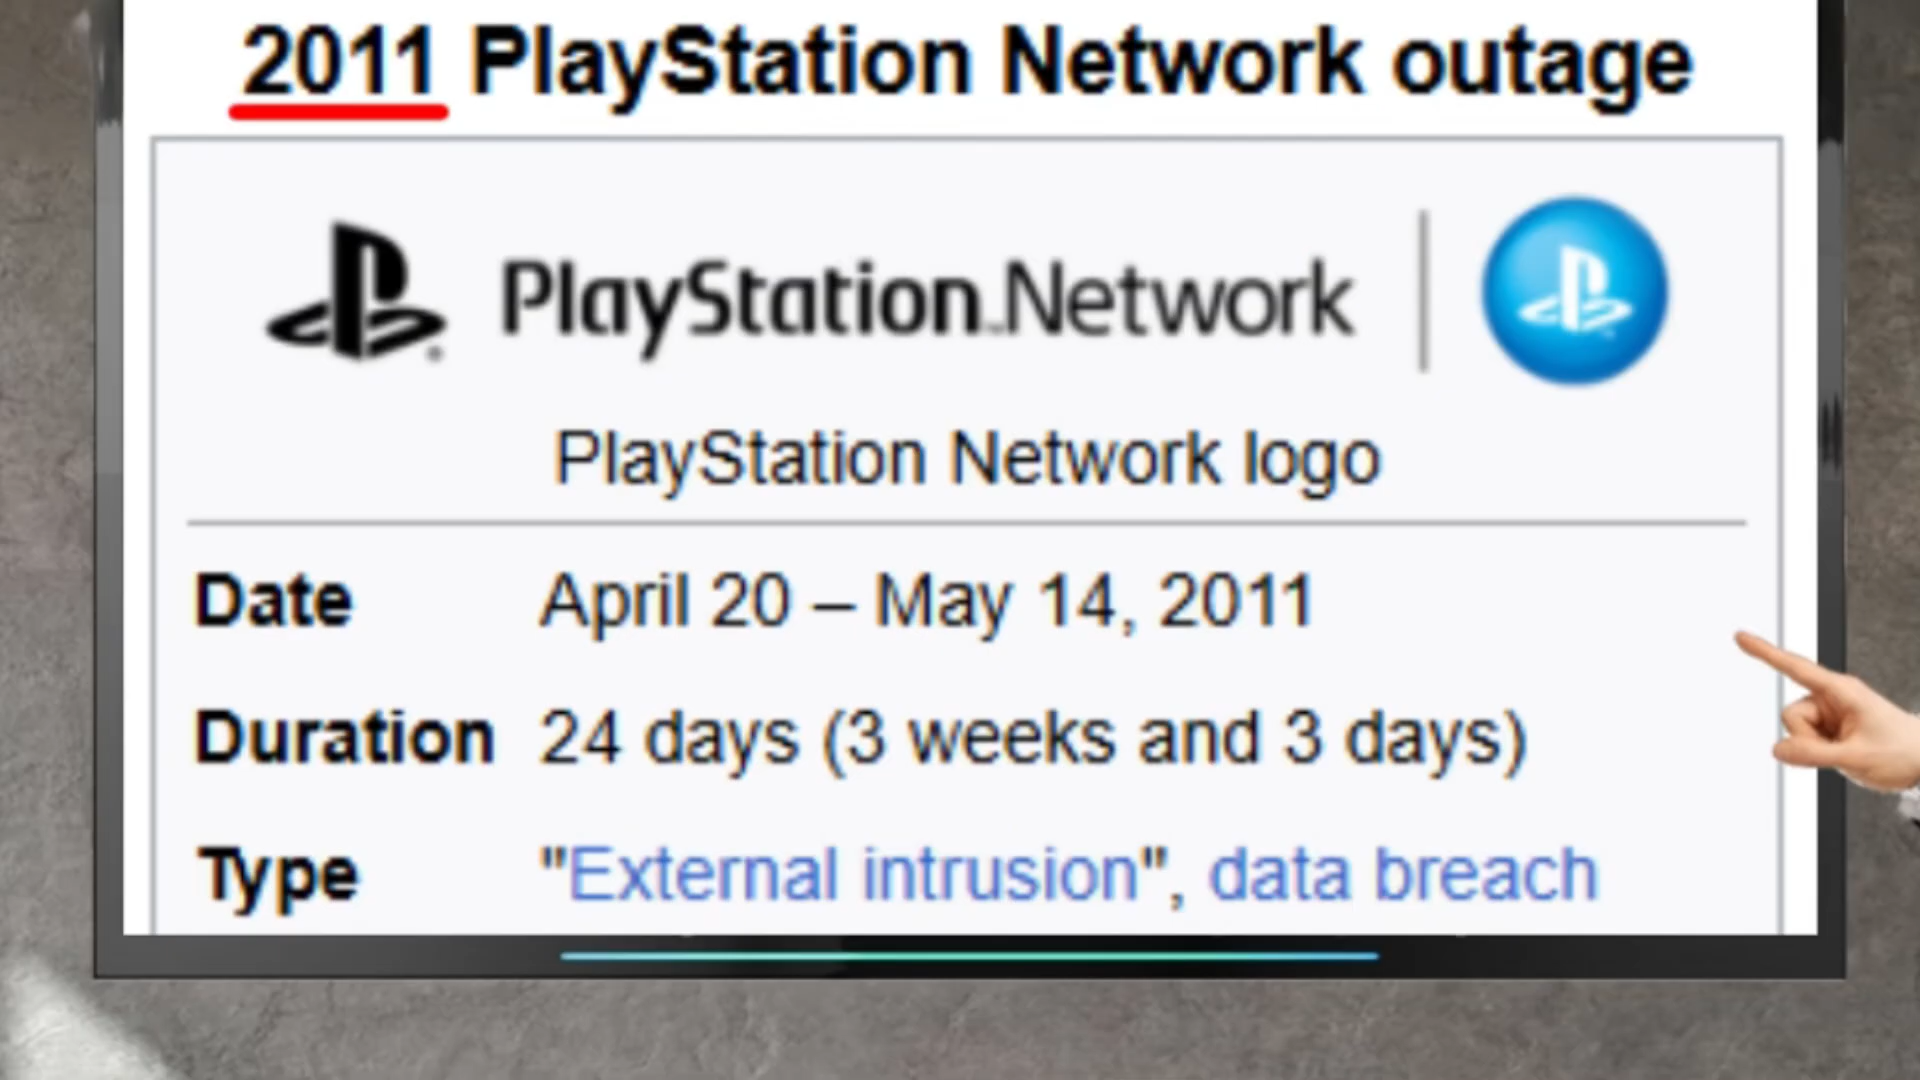 2011 PlayStation Network outage
PlayStation Network
PlayStation Network logo
Date April 20 – May 14, 2011
Duration 24 days (3 weeks and 3 days)
Type "External intrusion", data breach